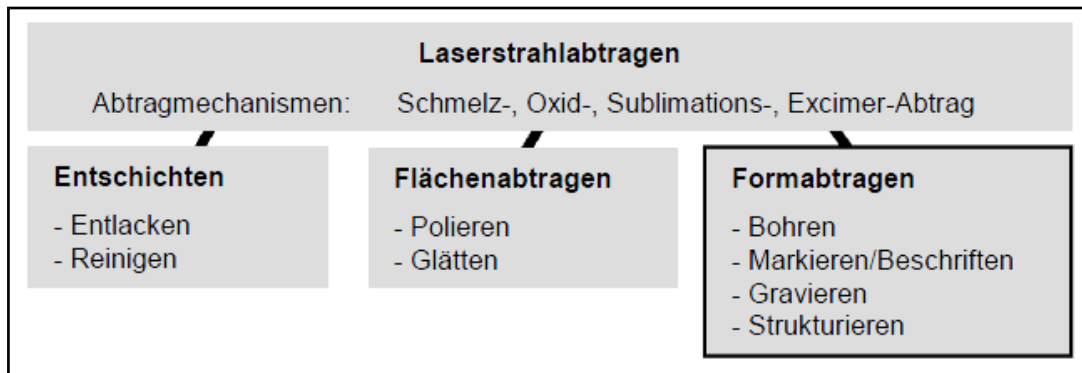 Laserstrahlabtragen
Abtragmechanismen: Schmelz-, Oxid-, Sublimations-, Excimer-Abtrag
Entschichten
- Entlacken
- Reinigen
Flächenabtragen
- Polieren
- Glätten
Formabtragen
- Bohren
- Markieren/Beschriften
- Gravieren
- Strukturieren